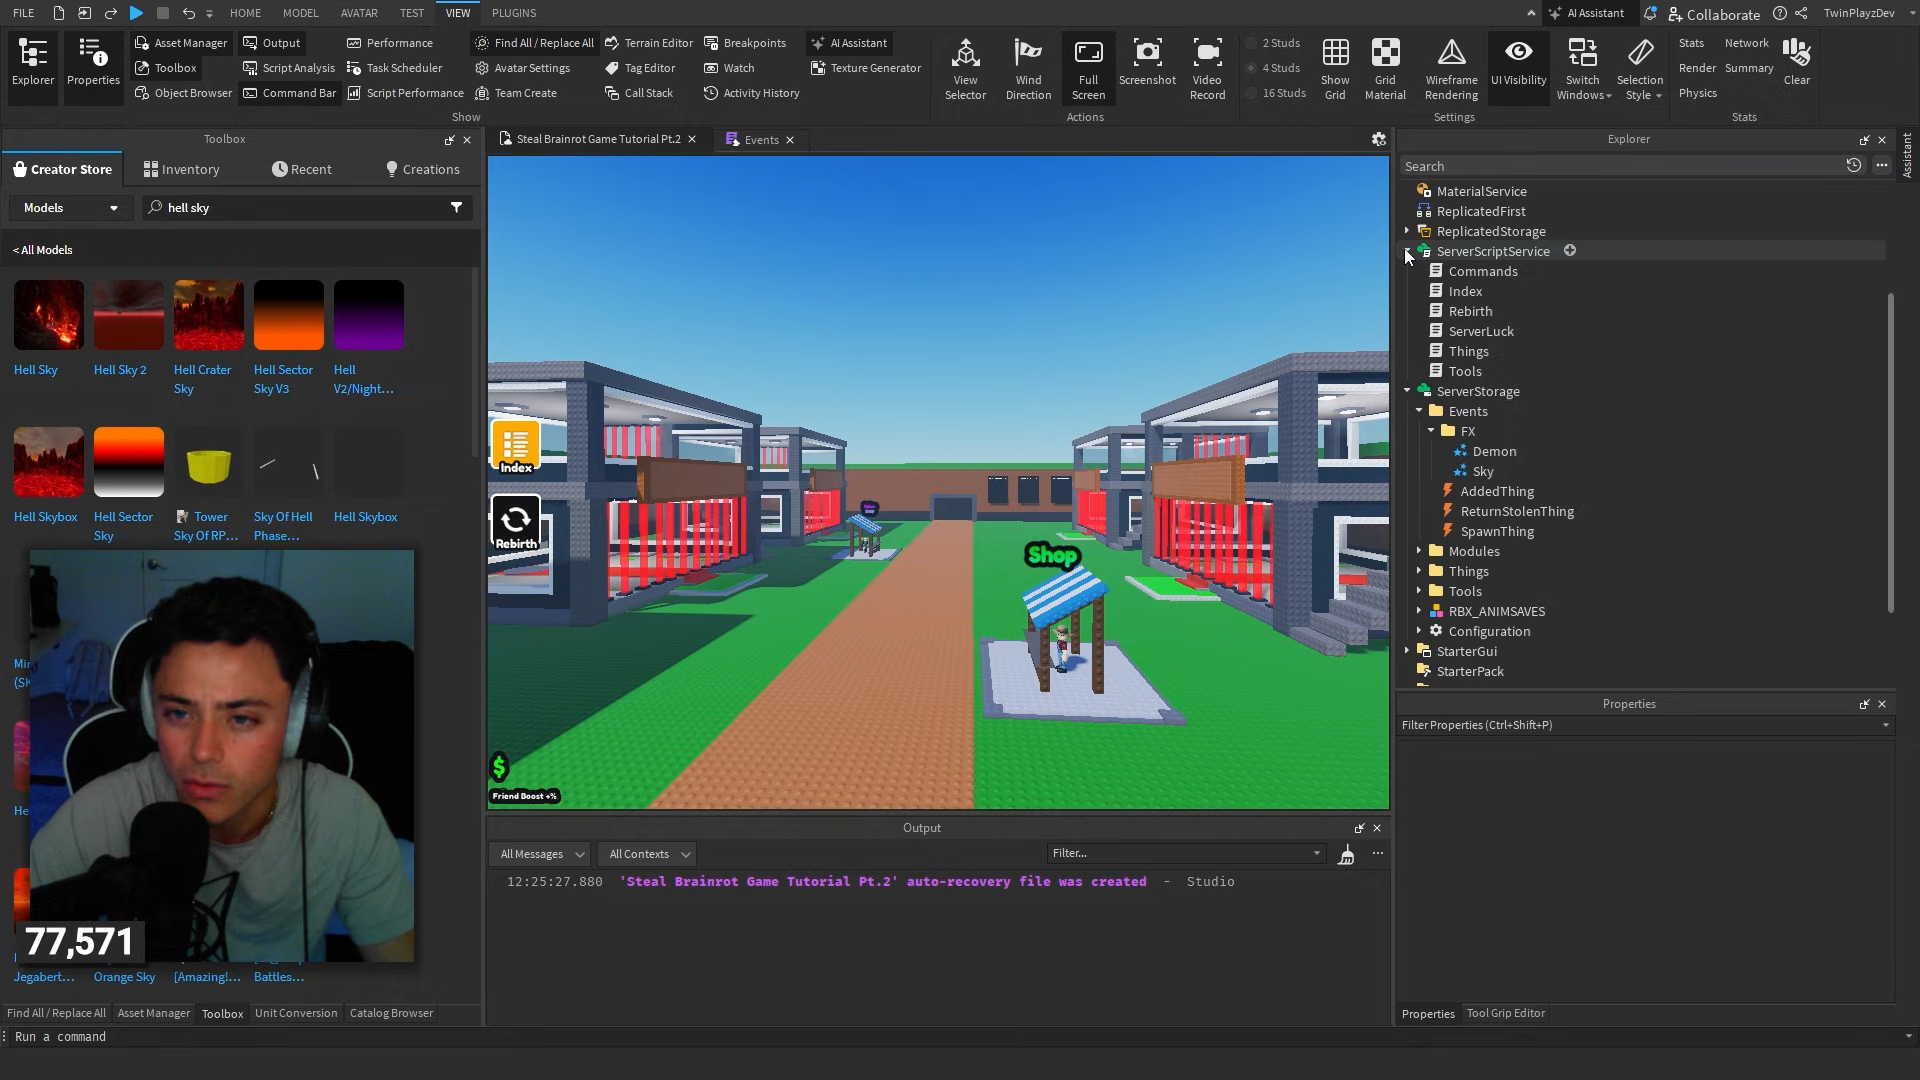 FILE HOME MODEL AVATAR TEST VIEW PLUGINS AI Assistant Collaborate TwinPlayzDev
Explorer
Properties
Asset Manager
Toolbox
Object Browser
Output
Script Analysis
Command Bar
Performance
Task Scheduler
Script Performance
Find All / Replace All
Avatar Settings
Team Create
Terrain Editor
Tag Editor
Call Stack
Breakpoints
Watch
Activity History
AI Assistant
Texture Generator
Show
View
Selector
Wind
Direction
Full
Screen
Screenshot
Video
Record
Actions
2 Studs
4 Studs
16 Studs
Show
Grid
Grid
Material
Wireframe
Rendering
UI Visibility
Switch
Windows
Selection
Style
Settings
Stats
Render
Physics
Network
Summary
Clear
Stats
Toolbox
Creator Store
Inventory
Recent
Creations
Models
hell sky
< All Models
Hell Sky
Hell Sky 2
Hell Crater
Sky
Hell Sector
Sky V3
Hell
V2/Night...
Hell Skybox
Hell Sector
Sky
Tower
Sky Of RP...
Sky Of Hell
Phase...
Hell Skybox
77,571
Jegabert...
Orange Sky
[Amazing!...
Battles...
Find All / Replace All
Asset Manager
Toolbox
Unit Conversion
Catalog Browser
Run a command
Steal Brainrot Game Tutorial Pt.2
Events
Index
Rebirth
Shop
$
Friend Boost +%
Output
All Messages
All Contexts
Filter...
12:25:27.880 'Steal Brainrot Game Tutorial Pt.2' auto-recovery file was created - Studio
Explorer
Assistant
Search
MaterialService
ReplicatedFirst
ReplicatedStorage
ServerScriptService
Commands
Index
Rebirth
ServerLuck
Things
Tools
ServerStorage
Events
FX
Demon
Sky
AddedThing
ReturnStolenThing
SpawnThing
Modules
Things
Tools
RBX_ANIMSAVES
Configuration
StarterGui
StarterPack
Properties
Filter Properties (Ctrl+Shift+P)
Properties
Tool Grip Editor